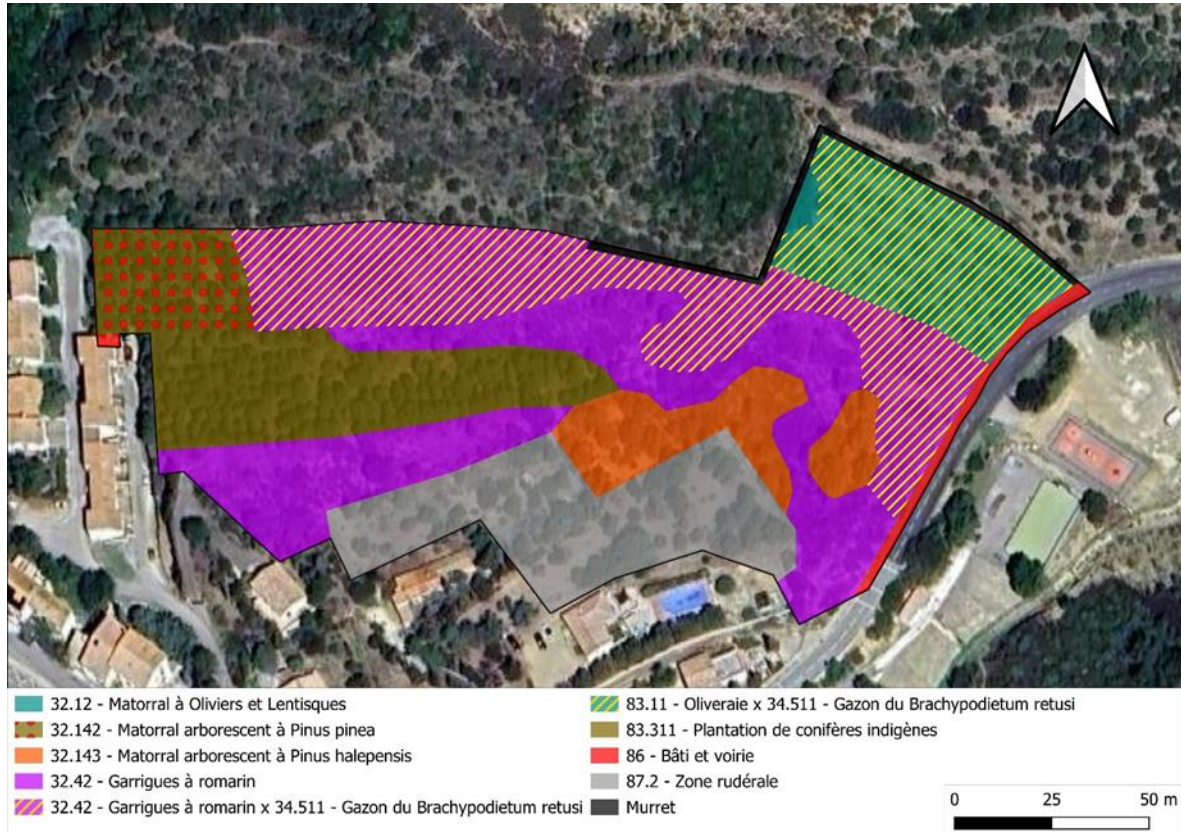 32.12 - Matorral à Oliviers et Lentisques
32.142 - Matorral arborescent à Pinus pinea
32.143 - Matorral arborescent à Pinus halepensis
32.42 - Garrigues à romarin
32.42 - Garrigues à romarin x 34.511 - Gazon du Brachypodietum retusi
83.11 - Oliveraie x 34.511 - Gazon du Brachypodietum retusi
83.311 - Plantation de conifères indigènes
86 - Bâti et voirie
87.2 - Zone rudérale
Murret
0 25 50 m